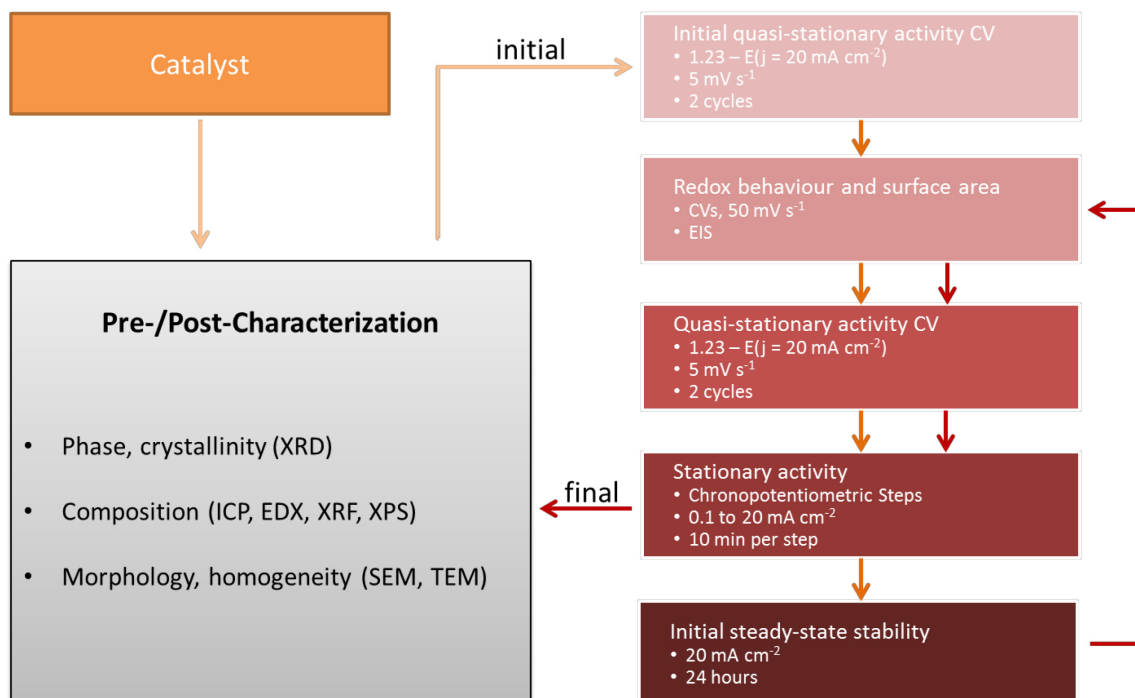 Catalyst
initial
Initial quasi-stationary activity CV
• 1.23 – E(j = 20 mA cm⁻²)
• 5 mV s⁻¹
• 2 cycles
Redox behaviour and surface area
• CVs, 50 mV s⁻¹
• EIS
Pre-/Post-Characterization
• Phase, crystallinity (XRD)
• Composition (ICP, EDX, XRF, XPS)
• Morphology, homogeneity (SEM, TEM)
Quasi-stationary activity CV
• 1.23 – E(j = 20 mA cm⁻²)
• 5 mV s⁻¹
• 2 cycles
final
Stationary activity
• Chronopotentiometric Steps
• 0.1 to 20 mA cm⁻²
• 10 min per step
Initial steady-state stability
• 20 mA cm⁻²
• 24 hours